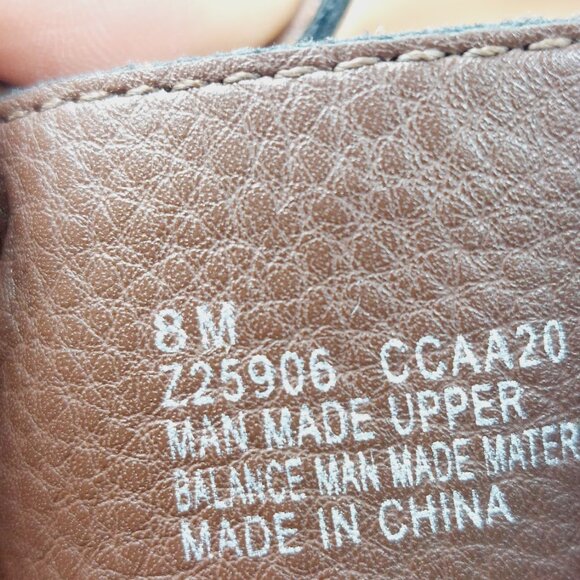 8 M
Z25906 CCAA20
MAN MADE UPPER
BALANCE MAN MADE MATER
MADE IN CHINA